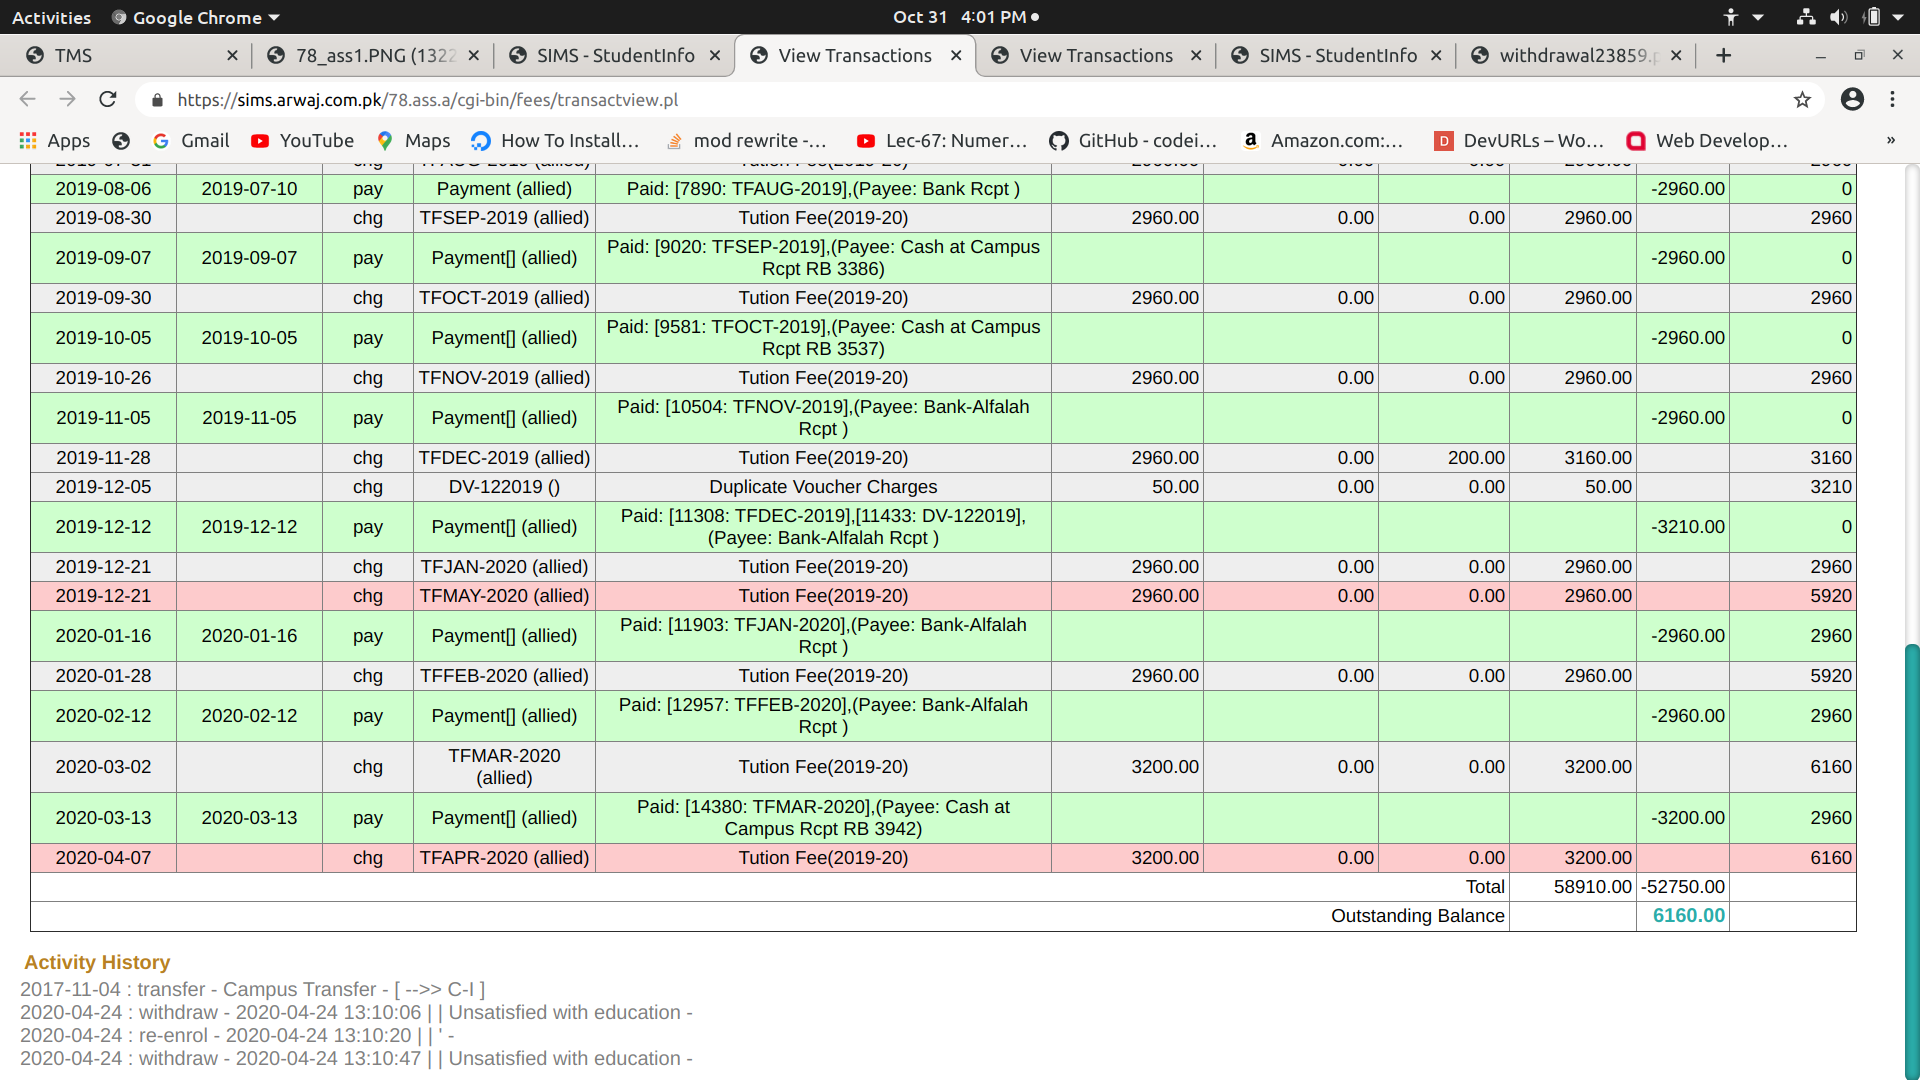 Activities Google Chrome Oct 31 4:01 PM
TMS 78_ass1.PNG (1322 SIMS - StudentInfo View Transactions View Transactions SIMS - StudentInfo withdrawal23859.p
https://sims.arwaj.com.pk/78.ass.a/cgi-bin/fees/transactview.pl
Apps Gmail YouTube Maps How To Install... mod rewrite -... Lec-67: Numer... GitHub - codei... Amazon.com:... DevURLs – Wo... Web Develop... »
2019-08-06 2019-07-10 pay Payment (allied) Paid: [7890: TFAUG-2019],(Payee: Bank Rcpt ) -2960.00 0
2019-08-30 chg TFSEP-2019 (allied) Tution Fee(2019-20) 2960.00 0.00 0.00 2960.00 2960
2019-09-07 2019-09-07 pay Payment[] (allied) Paid: [9020: TFSEP-2019],(Payee: Cash at Campus -2960.00 0
Rcpt RB 3386)
2019-09-30 chg TFOCT-2019 (allied) Tution Fee(2019-20) 2960.00 0.00 0.00 2960.00 2960
2019-10-05 2019-10-05 pay Payment[] (allied) Paid: [9581: TFOCT-2019],(Payee: Cash at Campus -2960.00 0
Rcpt RB 3537)
2019-10-26 chg TFNOV-2019 (allied) Tution Fee(2019-20) 2960.00 0.00 0.00 2960.00 2960
2019-11-05 2019-11-05 pay Payment[] (allied) Paid: [10504: TFNOV-2019],(Payee: Bank-Alfalah -2960.00 0
Rcpt )
2019-11-28 chg TFDEC-2019 (allied) Tution Fee(2019-20) 2960.00 0.00 200.00 3160.00 3160
2019-12-05 chg DV-122019 () Duplicate Voucher Charges 50.00 0.00 0.00 50.00 3210
2019-12-12 2019-12-12 pay Payment[] (allied) Paid: [11308: TFDEC-2019],[11433: DV-122019], -3210.00 0
(Payee: Bank-Alfalah Rcpt )
2019-12-21 chg TFJAN-2020 (allied) Tution Fee(2019-20) 2960.00 0.00 0.00 2960.00 2960
2019-12-21 chg TFMAY-2020 (allied) Tution Fee(2019-20) 2960.00 0.00 0.00 2960.00 5920
2020-01-16 2020-01-16 pay Payment[] (allied) Paid: [11903: TFJAN-2020],(Payee: Bank-Alfalah -2960.00 2960
Rcpt )
2020-01-28 chg TFFEB-2020 (allied) Tution Fee(2019-20) 2960.00 0.00 0.00 2960.00 5920
2020-02-12 2020-02-12 pay Payment[] (allied) Paid: [12957: TFFEB-2020],(Payee: Bank-Alfalah -2960.00 2960
Rcpt )
2020-03-02 chg TFMAR-2020 Tution Fee(2019-20) 3200.00 0.00 0.00 3200.00 6160
(allied)
2020-03-13 2020-03-13 pay Payment[] (allied) Paid: [14380: TFMAR-2020],(Payee: Cash at -3200.00 2960
Campus Rcpt RB 3942)
2020-04-07 chg TFAPR-2020 (allied) Tution Fee(2019-20) 3200.00 0.00 0.00 3200.00 6160
Total 58910.00 -52750.00
Outstanding Balance 6160.00
Activity History
2017-11-04 : transfer - Campus Transfer - [ -->> C-I ]
2020-04-24 : withdraw - 2020-04-24 13:10:06 | | Unsatisfied with education -
2020-04-24 : re-enrol - 2020-04-24 13:10:20 | | ' -
2020-04-24 : withdraw - 2020-04-24 13:10:47 | | Unsatisfied with education -